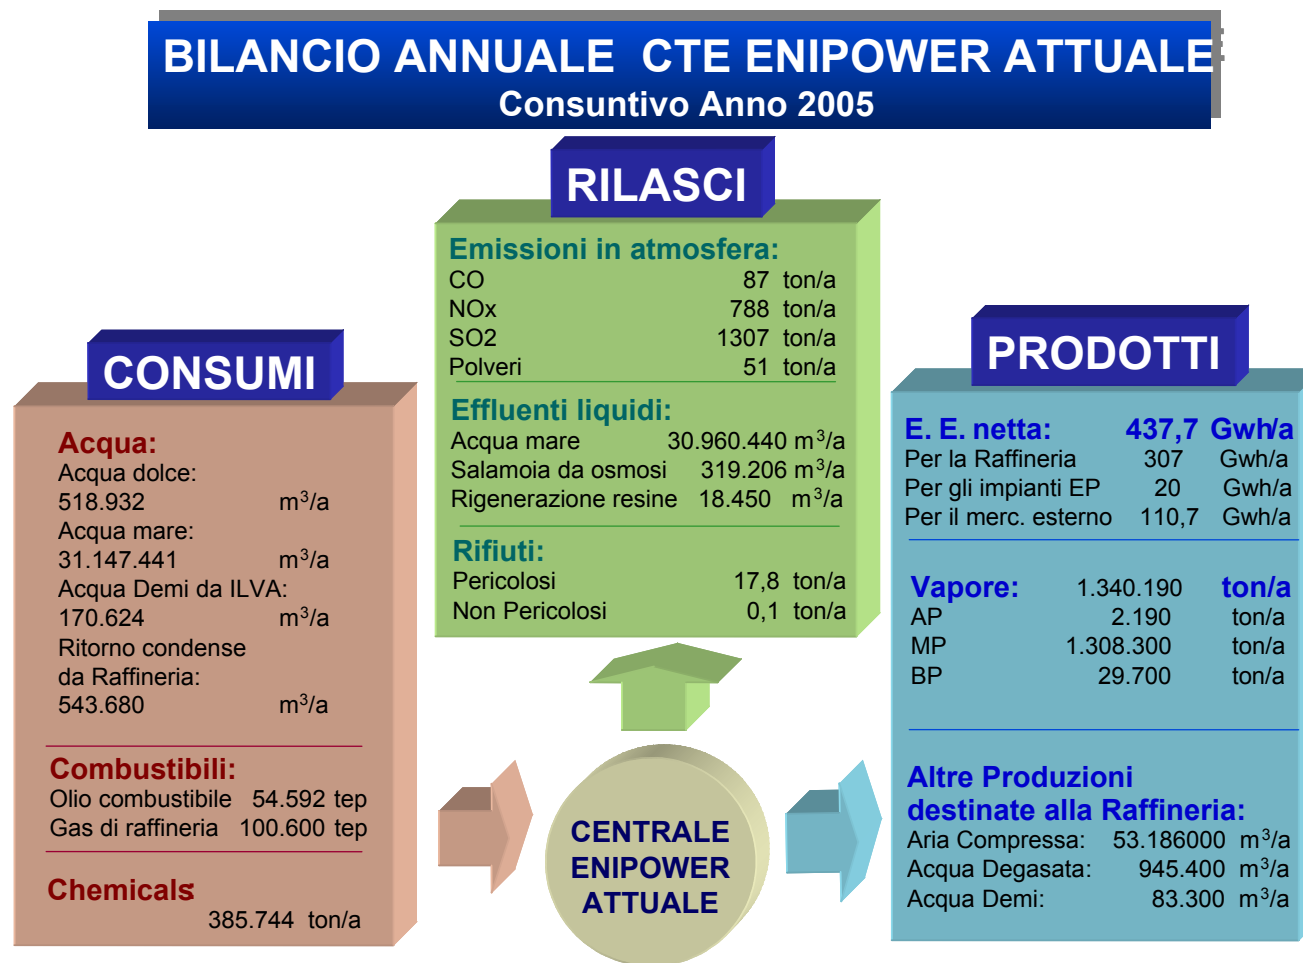 BILANCIO ANNUALE CTE ENIPOWER ATTUALE
Consuntivo Anno 2005
RILASCI
Emissioni in atmosfera:
CO 87 ton/a
NOx 788 ton/a
SO2 1307 ton/a
Polveri 51 ton/a
Effluenti liquidi:
Acqua mare 30.960.440 m³/a
Salamoia da osmosi 319.206 m³/a
Rigenerazione resine 18.450 m³/a
Rifiuti:
Pericolosi 17,8 ton/a
Non Pericolosi 0,1 ton/a
CONSUMI
Acqua:
Acqua dolce:
518.932 m³/a
Acqua mare:
31.147.441 m³/a
Acqua Demi da ILVA:
170.624 m³/a
Ritorno condense
da Raffineria:
543.680 m³/a
Combustibili:
Olio combustibile 54.592 tep
Gas di raffineria 100.600 tep
Chemicals:
385.744 ton/a
PRODOTTI
E. E. netta: 437,7 Gwh/a
Per la Raffineria 307 Gwh/a
Per gli impianti EP 20 Gwh/a
Per il merc. esterno 110,7 Gwh/a
Vapore: 1.340.190 ton/a
AP 2.190 ton/a
MP 1.308.300 ton/a
BP 29.700 ton/a
Altre Produzioni
destinate alla Raffineria:
Aria Compressa: 53.186000 m³/a
Acqua Degasata: 945.400 m³/a
Acqua Demi: 83.300 m³/a
CENTRALE
ENIPOWER
ATTUALE